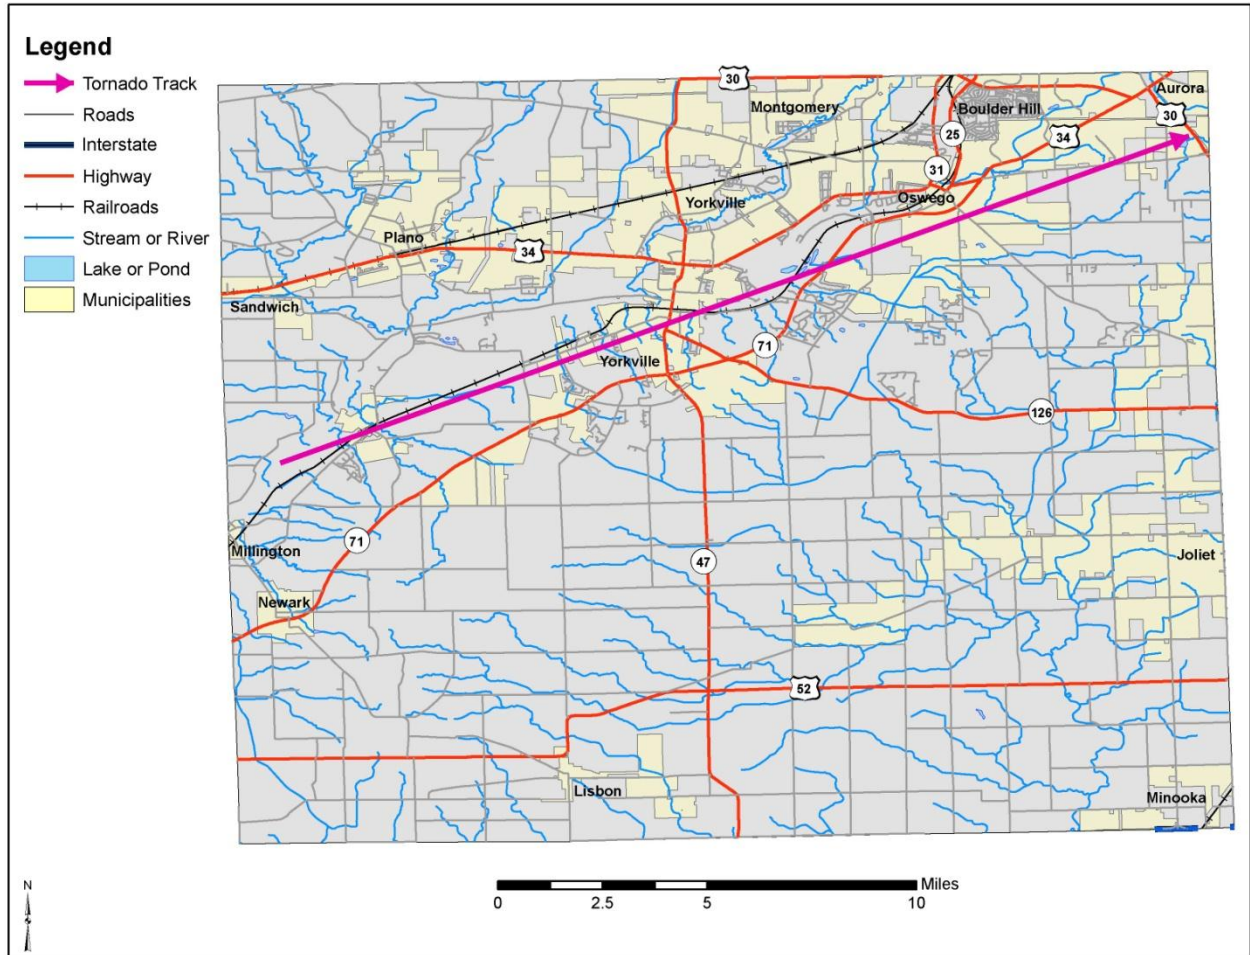 Legend
Tornado Track
Roads
Interstate
Highway
Railroads
Stream or River
Lake or Pond
Municipalities
30
Montgomery
Boulder Hill
Aurora
30
25
34
31
Yorkville
Oswego
Plano
34
Sandwich
71
Yorkville
126
71
Millington
47
Joliet
Newark
52
Lisbon
Minooka
N
Miles
0 2.5 5 10